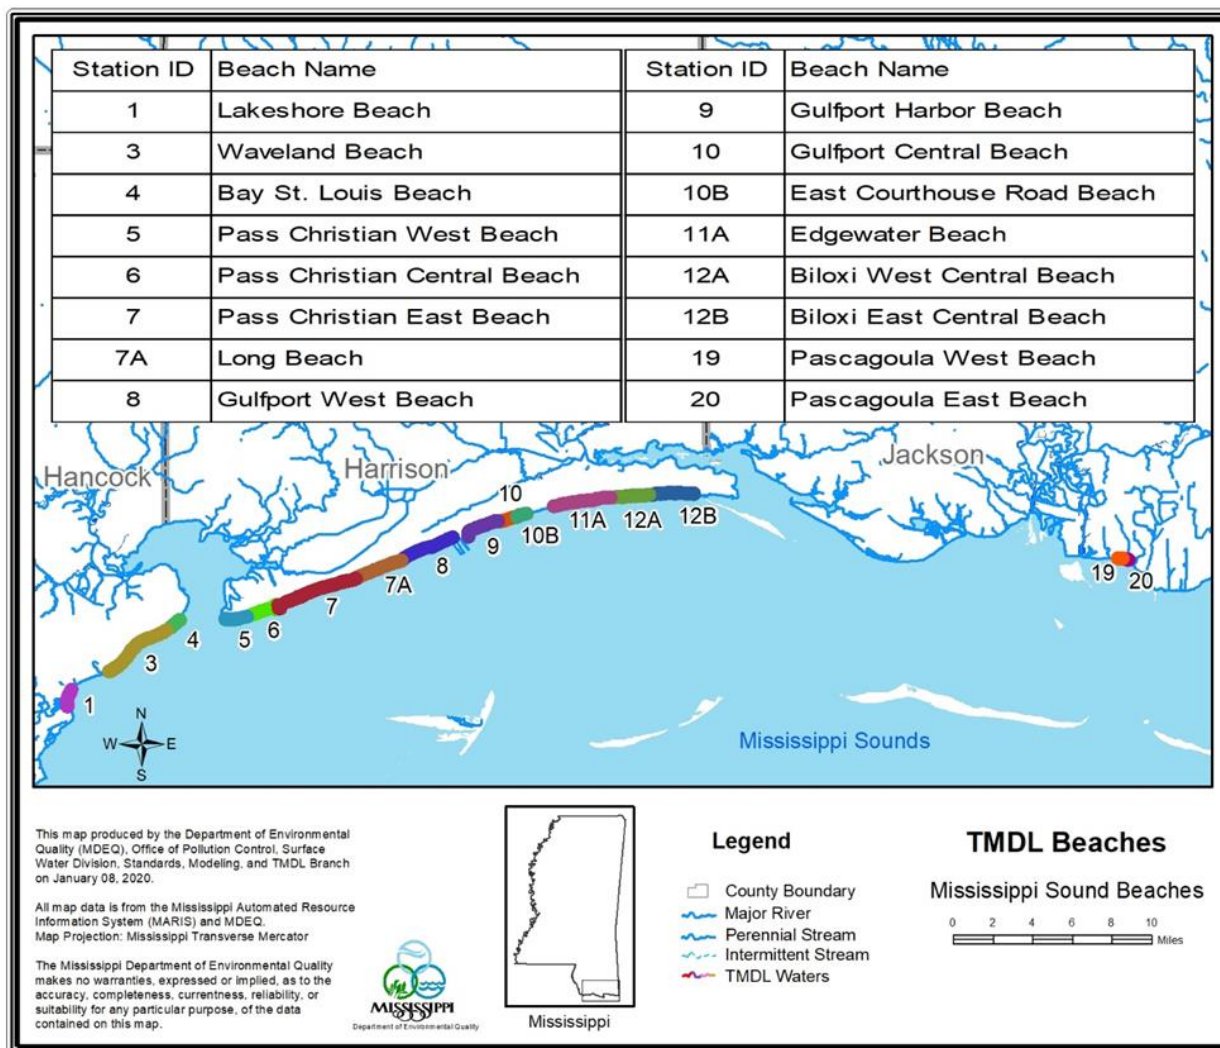 Station ID Beach Name Station ID Beach Name
1 Lakeshore Beach 9 Gulfport Harbor Beach
3 Waveland Beach 10 Gulfport Central Beach
4 Bay St. Louis Beach 10B East Courthouse Road Beach
5 Pass Christian West Beach 11A Edgewater Beach
6 Pass Christian Central Beach 12A Biloxi West Central Beach
7 Pass Christian East Beach 12B Biloxi East Central Beach
7A Long Beach 19 Pascagoula West Beach
8 Gulfport West Beach 20 Pascagoula East Beach
Hancock
Harrison
Jackson
10
11A
12A
12B
10B
9
8
7A
7
6
5
4
3
1
19
20
N
W E
S
Mississippi Sounds
This map produced by the Department of Environmental
Quality (MDEQ), Office of Pollution Control, Surface
Water Division, Standards, Modeling, and TMDL Branch
on January 08, 2020.
All map data is from the Mississippi Automated Resource
Information System (MARIS) and MDEQ.
Map Projection: Mississippi Transverse Mercator
The Mississippi Department of Environmental Quality
makes no warranties, expressed or implied, as to the
accuracy, completeness, currentness, reliability, or
suitability for any particular purpose, of the data
contained on this map.
MISSISSIPPI
Department of Environmental Quality
Mississippi
Legend
County Boundary
Major River
Perennial Stream
Intermittent Stream
TMDL Waters
TMDL Beaches
Mississippi Sound Beaches
0 2 4 6 8 10
Miles